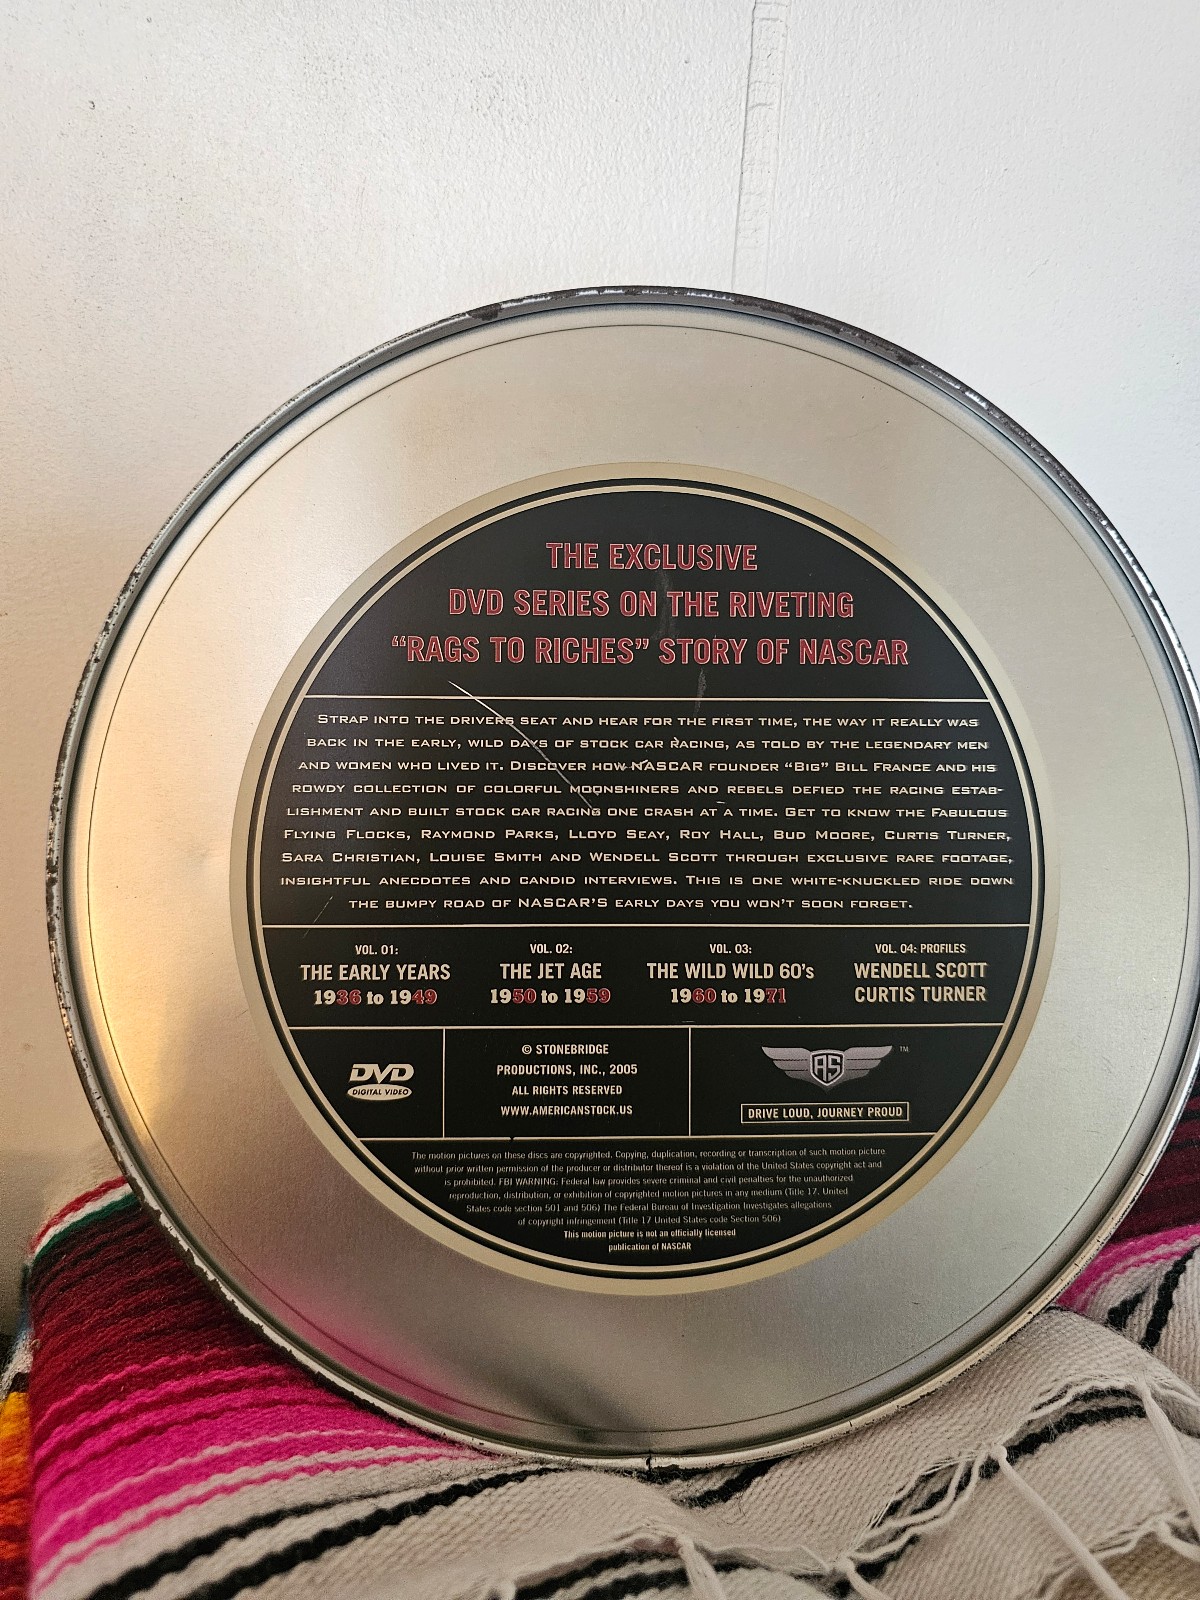 THE EXCLUSIVE
DVD SERIES ON THE RIVETING
“RAGS TO RICHES” STORY OF NASCAR
STRAP INTO THE DRIVERS SEAT AND HEAR FOR THE FIRST TIME, THE WAY IT REALLY WAS
BACK IN THE EARLY, WILD DAYS OF STOCK CAR RACING, AS TOLD BY THE LEGENDARY MEN
AND WOMEN WHO LIVED IT. DISCOVER HOW NASCAR FOUNDER “BIG” BILL FRANCE AND HIS
ROWDY COLLECTION OF COLORFUL MOONSHINERS AND REBELS DEFIED THE RACING ESTAB-
LISHMENT AND BUILT STOCK CAR RACING ONE CRASH AT A TIME. GET TO KNOW THE FABULOUS
FLYING FLOCKS, RAYMOND PARKS, LLOYD SEAY, ROY HALL, BUD MOORE, CURTIS TURNER,
SARA CHRISTIAN, LOUISE SMITH AND WENDELL SCOTT THROUGH EXCLUSIVE RARE FOOTAGE,
INSIGHTFUL ANECDOTES AND CANDID INTERVIEWS. THIS IS ONE WHITE-KNUCKLED RIDE DOWN
THE BUMPY ROAD OF NASCAR'S EARLY DAYS YOU WON'T SOON FORGET.
VOL. 01:
THE EARLY YEARS
1936 to 1949
VOL. 02:
THE JET AGE
1950 to 1959
VOL. 03:
THE WILD WILD 60's
1960 to 1971
VOL. 04: PROFILES
WENDELL SCOTT
CURTIS TURNER
DVD
DIGITAL VIDEO
© STONEBRIDGE
PRODUCTIONS, INC., 2005
ALL RIGHTS RESERVED
WWW.AMERICANSTOCK.US
AS ™
DRIVE LOUD, JOURNEY PROUD
The motion pictures on these discs are copyrighted. Copying, duplication, recording or transcription of such motion picture
without prior written permission of the producer or distributor thereof is a violation of the United States copyright act and
is prohibited. FBI WARNING: Federal law provides severe criminal and civil penalties for the unauthorized
reproduction, distribution, or exhibition of copyrighted motion pictures in any medium (Title 17, United
States code section 501 and 506) The Federal Bureau of Investigation Investigates allegations
of copyright infringement (Title 17 United States code Section 506)
This motion picture is not an officially licensed
publication of NASCAR